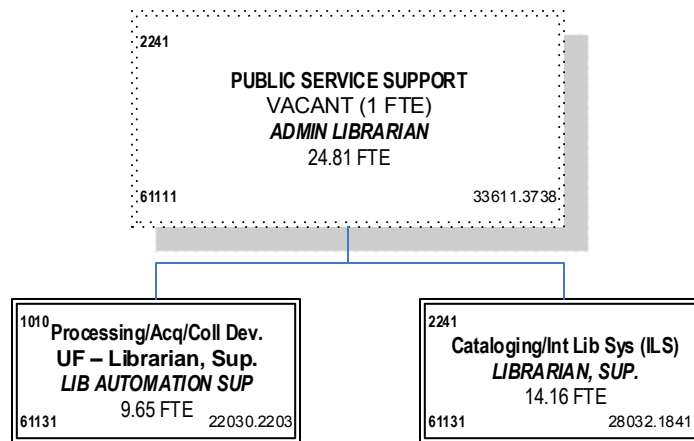 2241
PUBLIC SERVICE SUPPORT
VACANT (1 FTE)
ADMIN LIBRARIAN
24.81 FTE
61111 33611.3738
1010 Processing/Acq/Coll Dev.
UF – Librarian, Sup.
LIB AUTOMATION SUP
9.65 FTE
61131 22030.2203
2241
Cataloging/Int Lib Sys (ILS)
LIBRARIAN, SUP.
14.16 FTE
61131 28032.1841